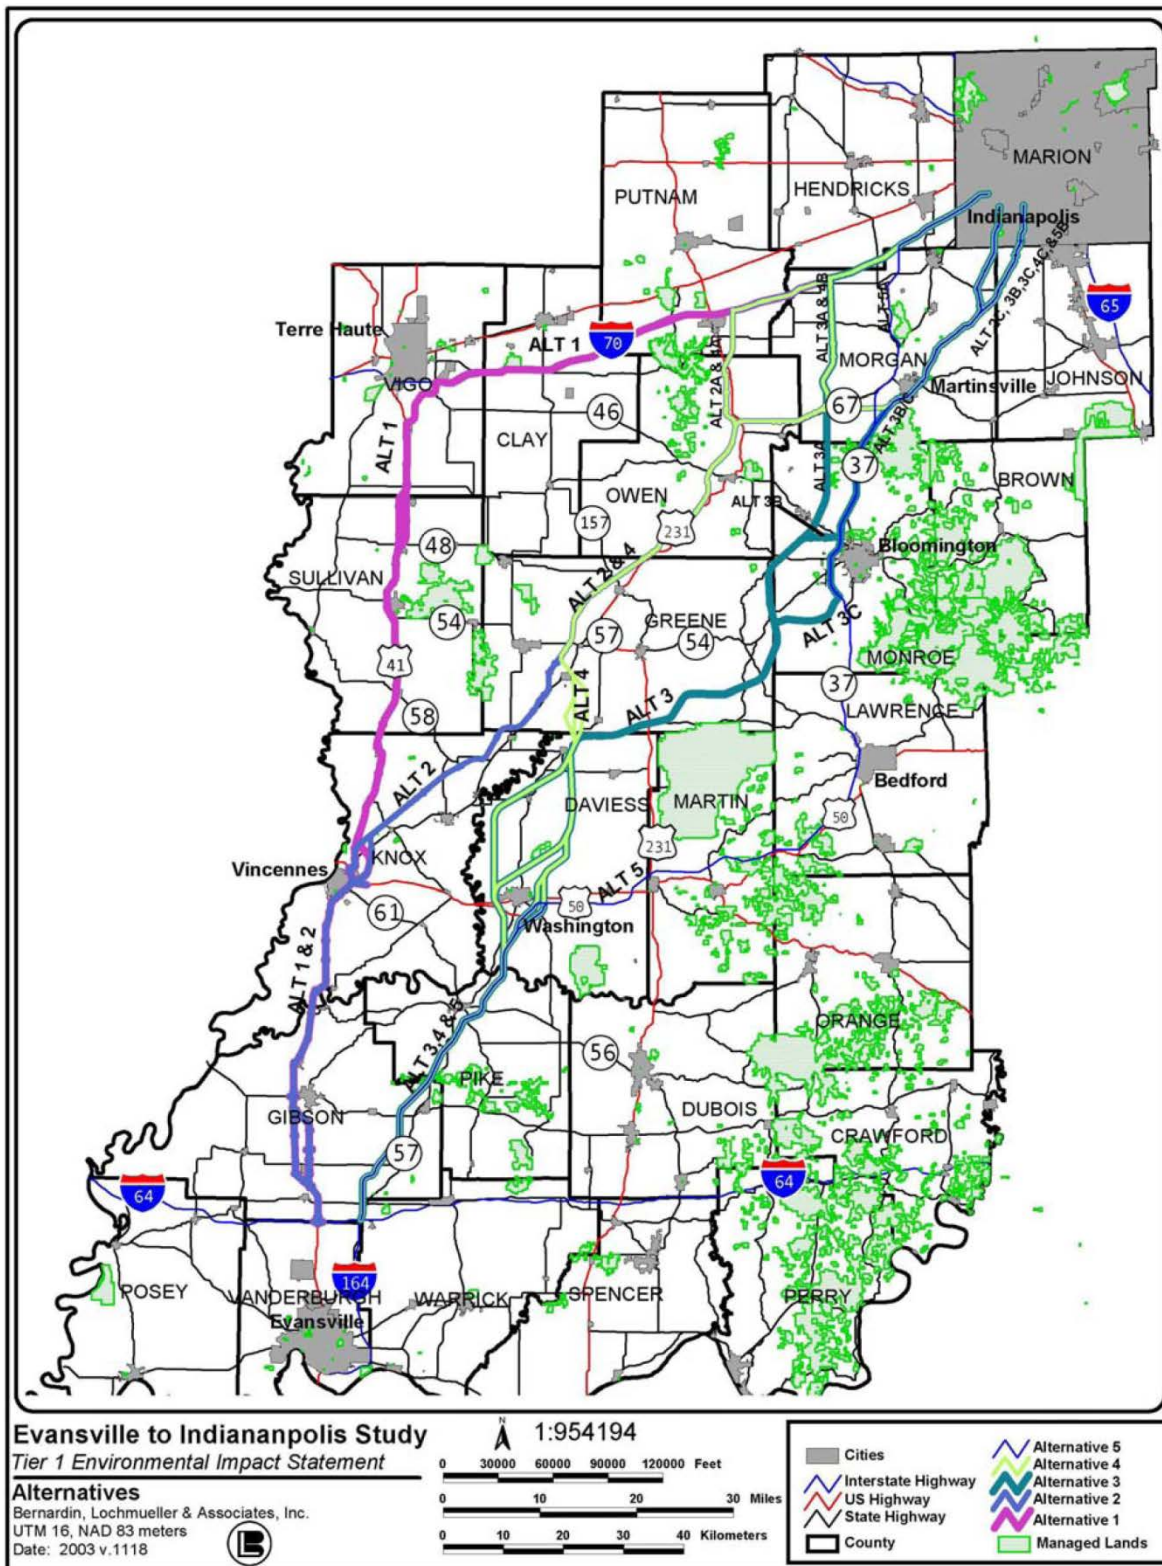 MARION
PUTNAM
HENDRICKS
Indianapolis
ALT 3C, 3B,3C,4C,&5B
ALT 3A & 4B
ALT 5A
65
Terre Haute
VIGO
ALT 1
70
ALT 2A & 4A
MORGAN
Martinsville
JOHNSON
46
67
ALT 3B/C
ALT 1
CLAY
ALT 3A
37
BROWN
OWEN
ALT 3B
157
231
48
Bloomington
SULLIVAN
ALT 2 & 4
GREENE
54
57
54
ALT 3C
41
MONROE
ALT 4
37
58
ALT 3
LAWRENCE
ALT 2
Bedford
DAVIESS
MARTIN
50
231
Vincennes
KNOX
ALT 5
61
50
Washington
ALT 1 & 2
ORANGE
ALT 3,4 & 5
56
PIKE
DUBOIS
GIBSON
CRAWFORD
57
64
64
164
POSEY
VANDERBURGH
WARRICK
SPENCER
PERRY
Evansville
Evansville to Indiananpolis Study
Tier 1 Environmental Impact Statement
Alternatives
Bernardin, Lochmueller & Associates, Inc.
UTM 16, NAD 83 meters
Date: 2003 v.1118
N
1:954194
0 30000 60000 90000 120000 Feet
0 10 20 30 Miles
0 10 20 30 40 Kilometers
Cities
Interstate Highway
US Highway
State Highway
County
Alternative 5
Alternative 4
Alternative 3
Alternative 2
Alternative 1
Managed Lands